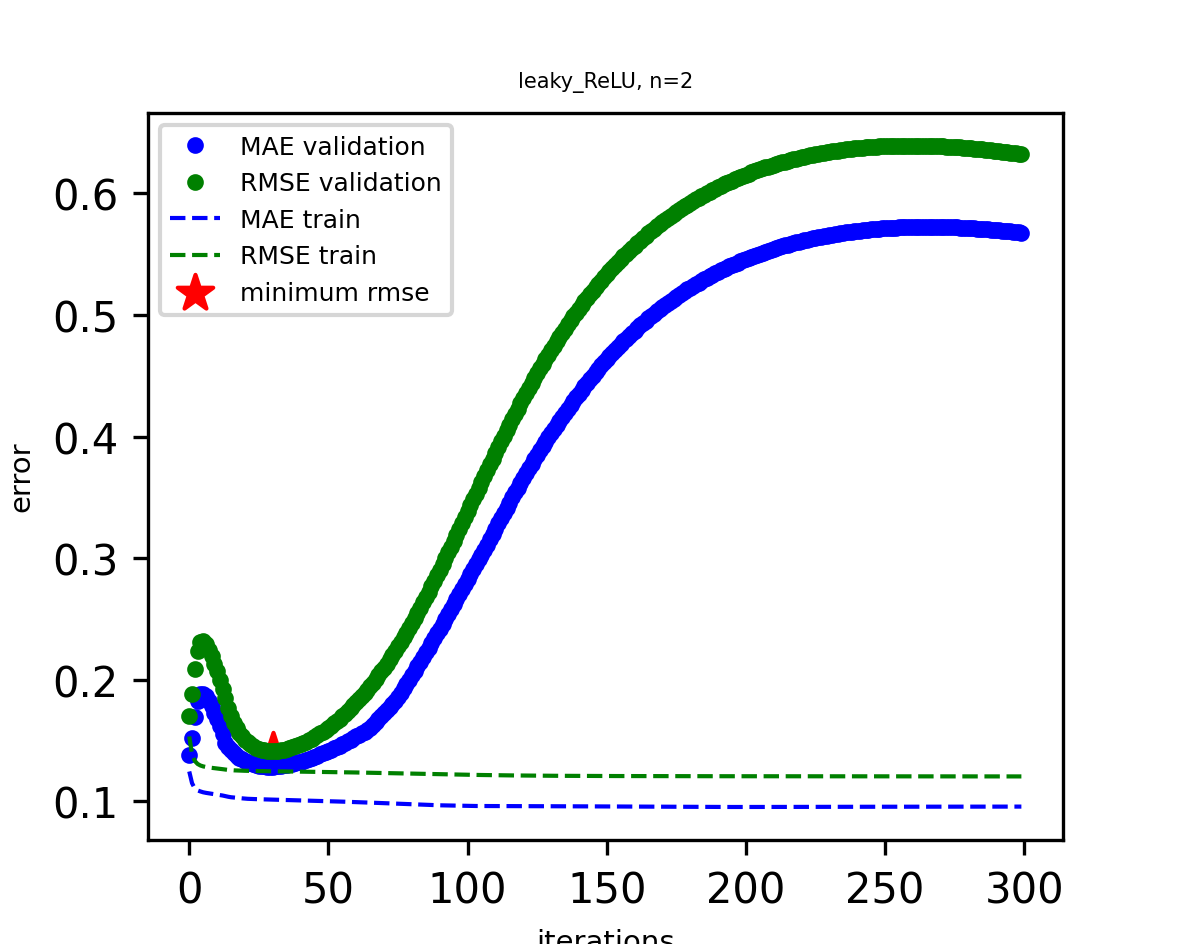 leaky_ReLU, n=2
MAE validation
RMSE validation
MAE train
RMSE train
minimum rmse
error
0.6
0.5
0.4
0.3
0.2
0.1
0 50 100 150 200 250 300
iterations